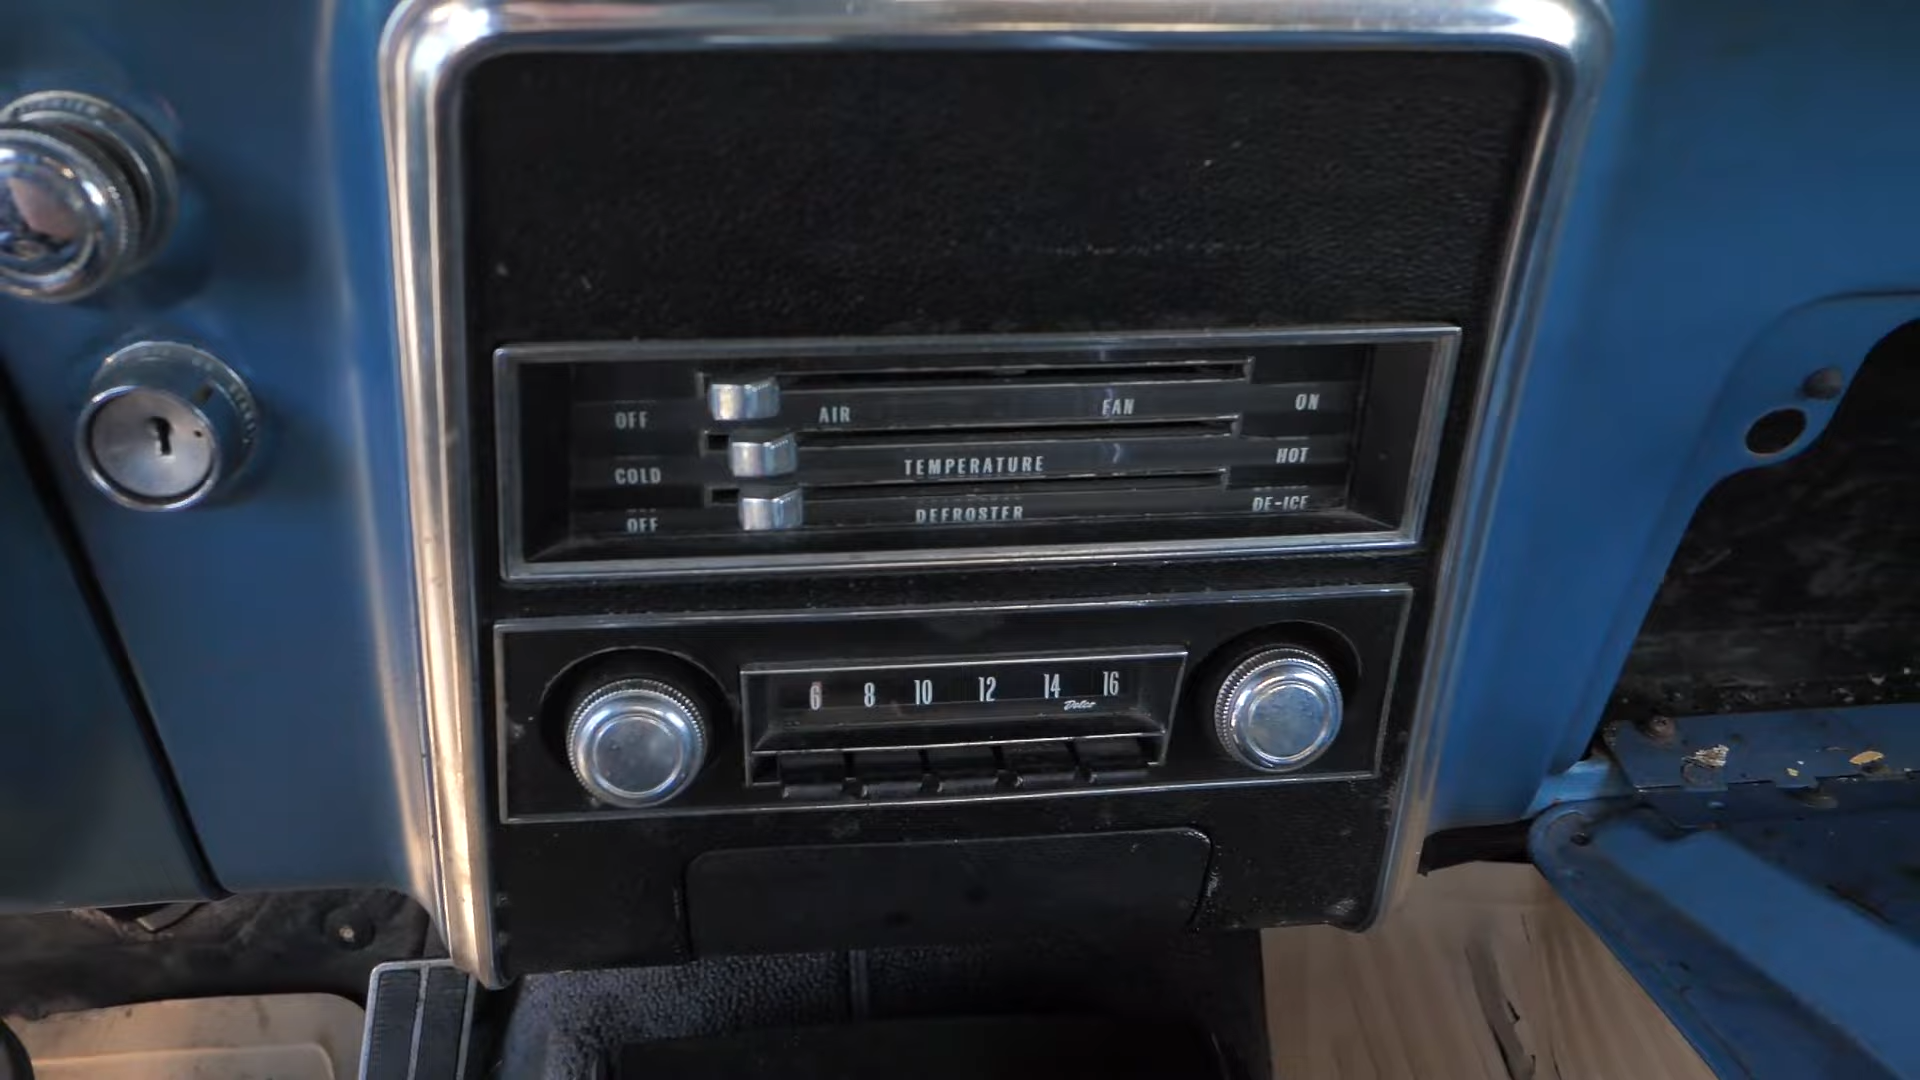 OFF AIR FAN ON
COLD TEMPERATURE HOT
OFF DEFROSTER DE-ICE
6 8 10 12 14 16
Delco